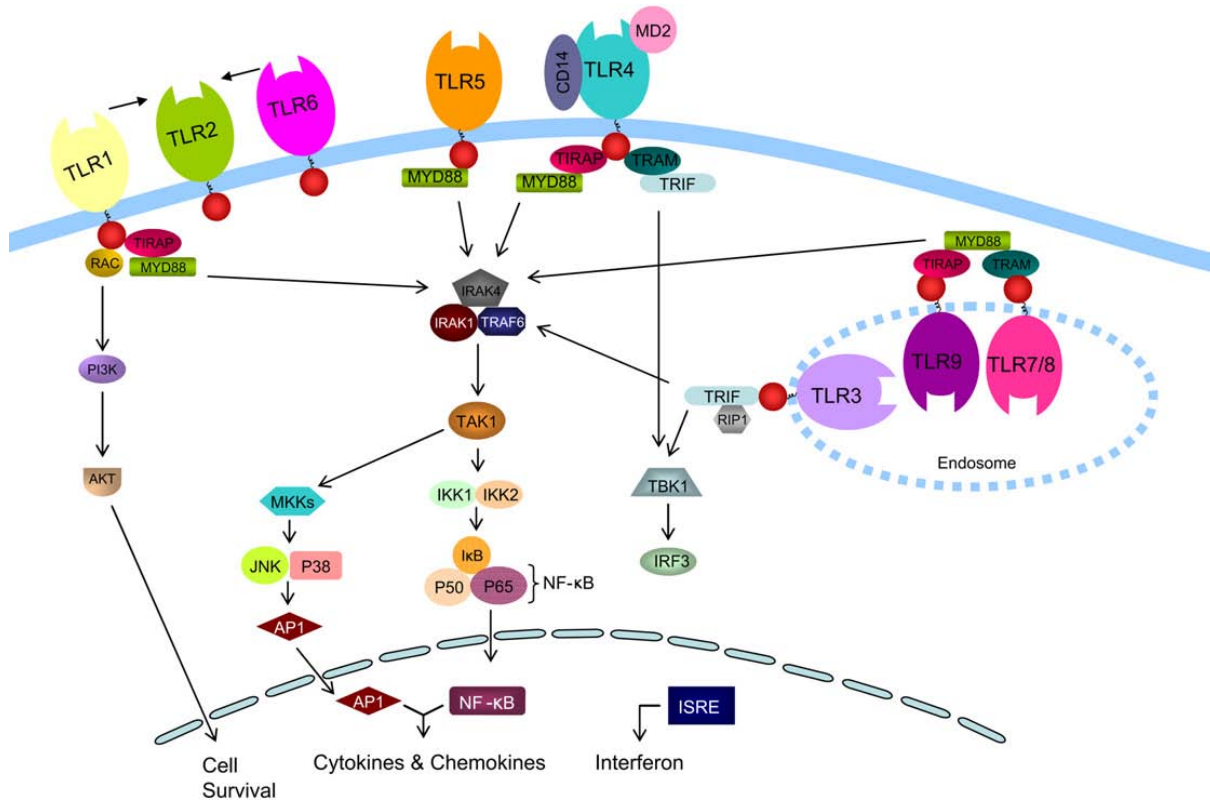 MD2
CD14
TLR4
TLR5
TLR6
TLR2
TLR1
TIRAP
TRAM
MYD88
MYD88
TRIF
TIRAP
RAC
MYD88
MYD88
TIRAP
TRAM
IRAK4
IRAK1
TRAF6
TLR9
TLR7/8
TLR3
TRIF
RIP1
PI3K
TAK1
Endosome
AKT
MKKs
IKK1
IKK2
TBK1
JNK
P38
IκB
IRF3
P50
P65
NF-κB
AP1
AP1
NF-κB
ISRE
Cell
Survival
Cytokines & Chemokines
Interferon